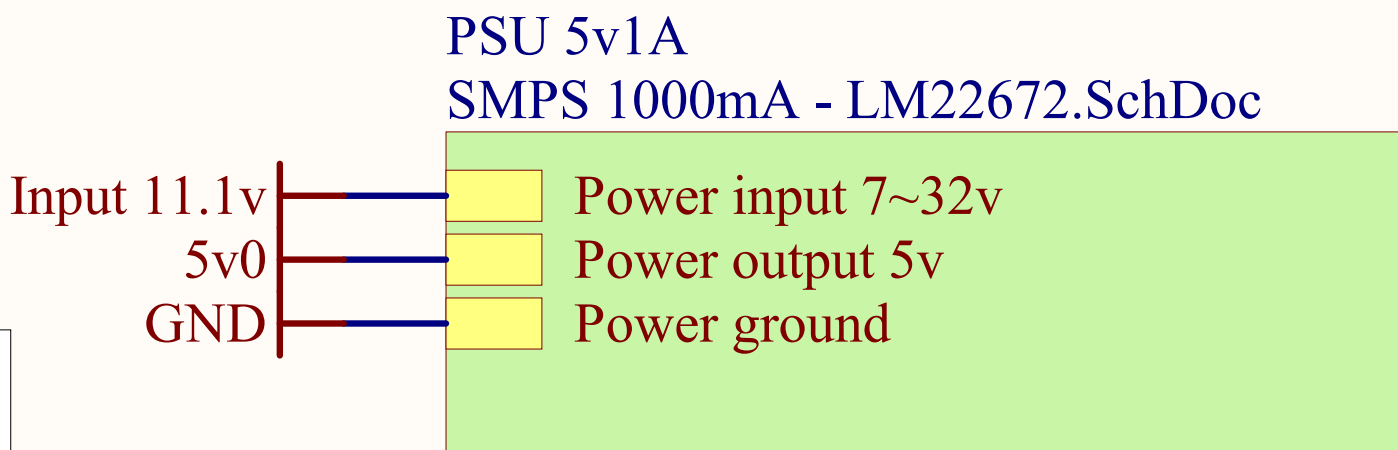 PSU 5v1A
SMPS 1000mA - LM22672.SchDoc
Input 11.1v Power input 7~32v
5v0 Power output 5v
GND Power ground